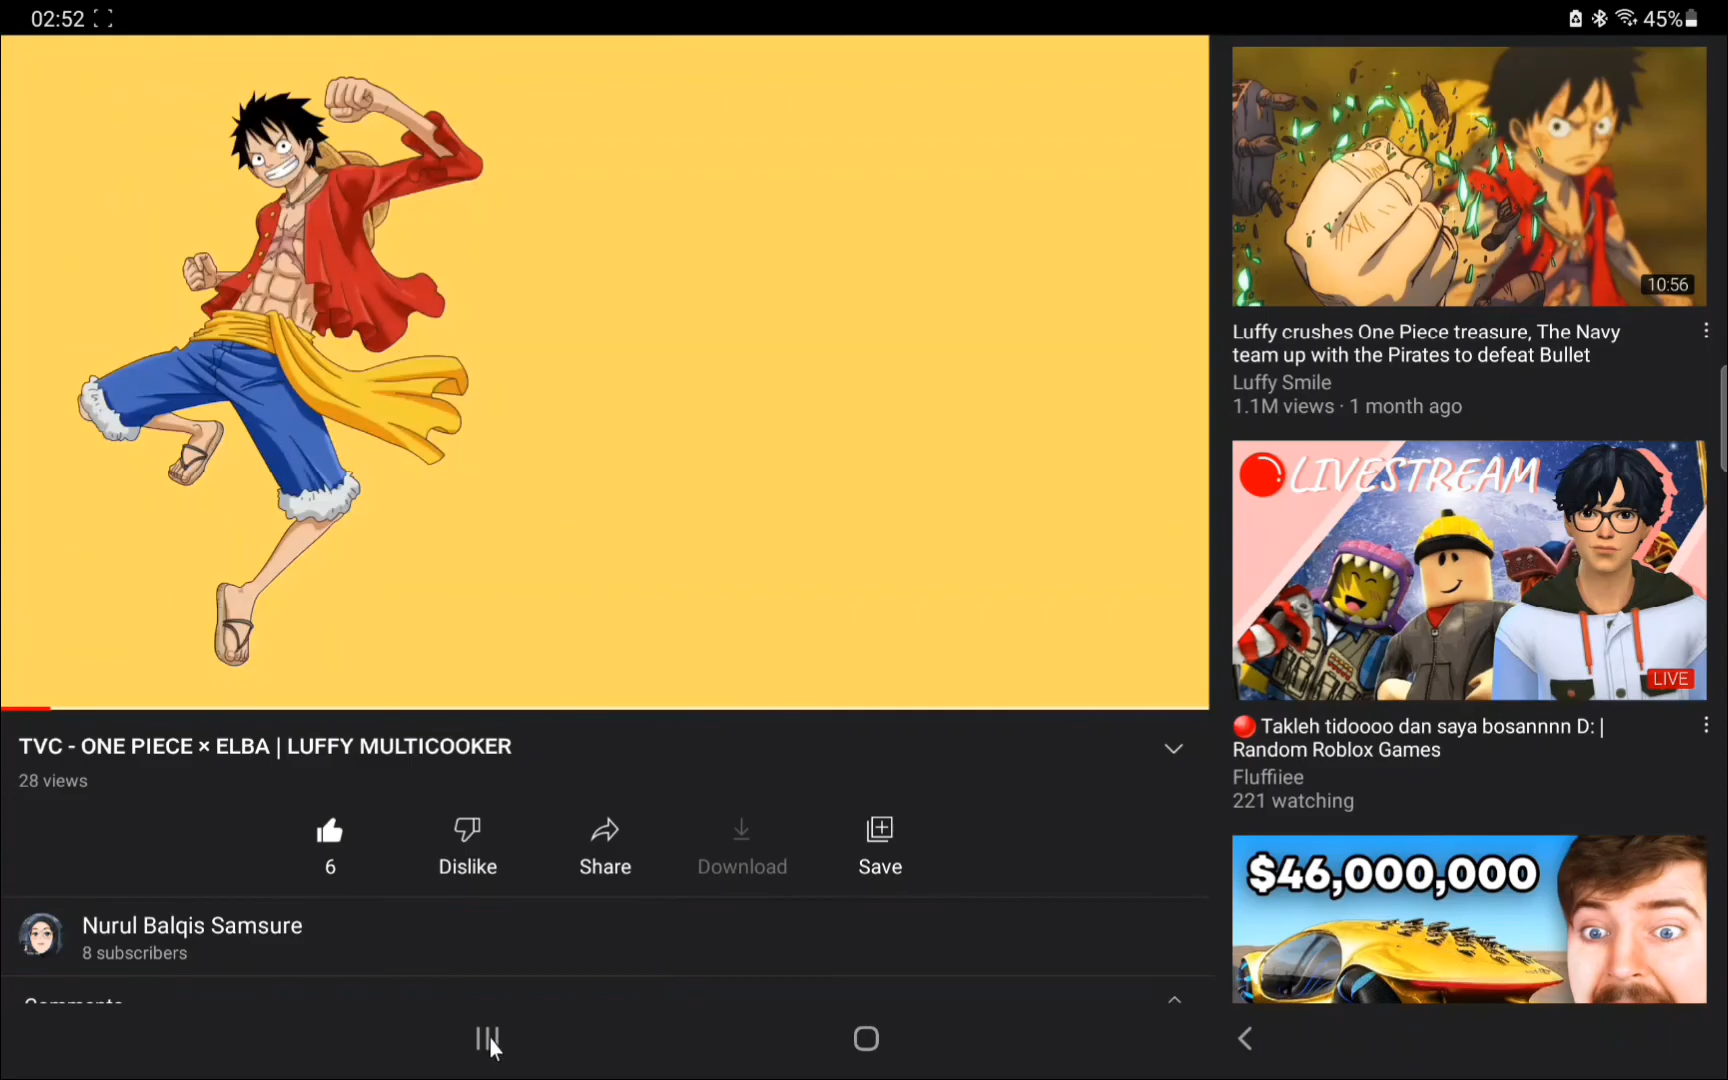 02:52
45%
10:56
Luffy crushes One Piece treasure, The Navy
team up with the Pirates to defeat Bullet
Luffy Smile
1.1M views · 1 month ago
LIVESTREAM
LIVE
🔴 Takleh tidoooo dan saya bosannnn D: |
Random Roblox Games
Fluffiiee
221 watching
$46,000,000
TVC - ONE PIECE × ELBA | LUFFY MULTICOOKER
28 views
6
Dislike
Share
Download
Save
Nurul Balqis Samsure
8 subscribers
Comments